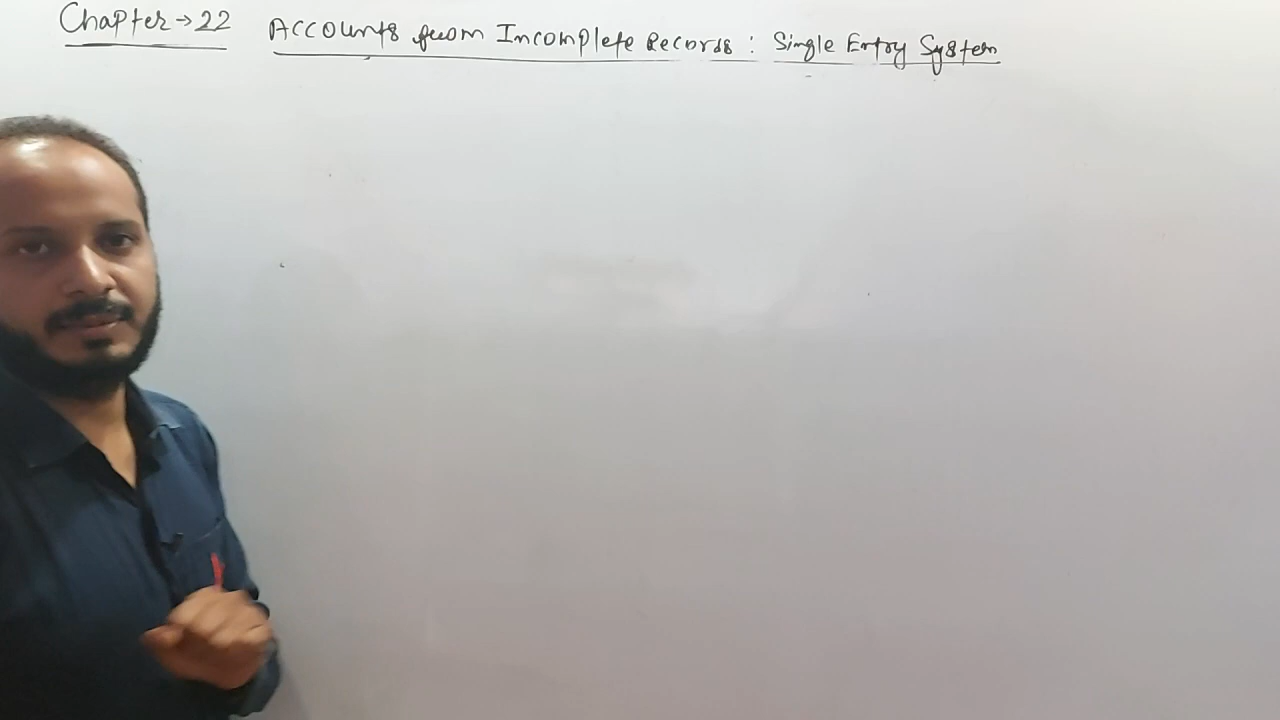 Chapter → 22 Accounts from Incomplete Records : Single Entry System